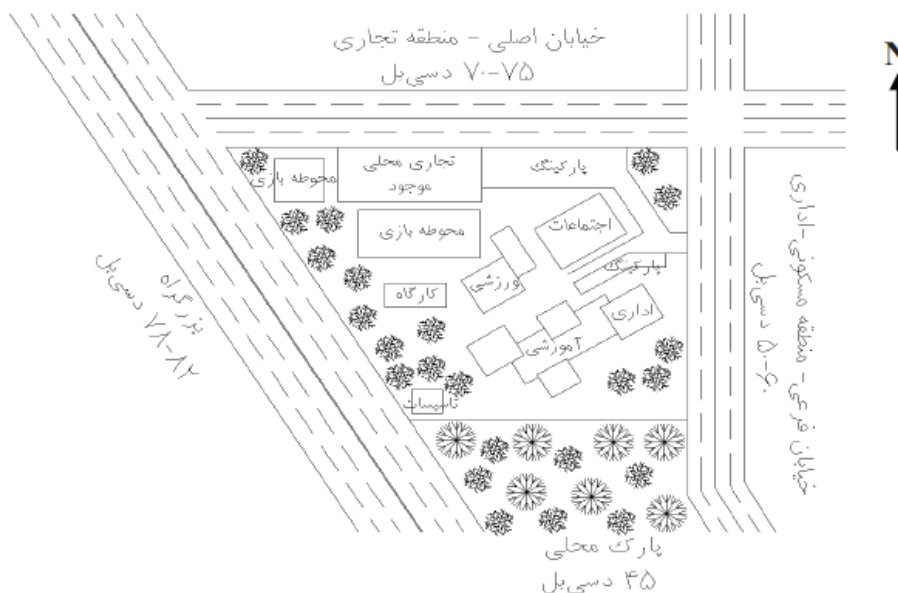 خیابان اصلی - منطقه تجاری
۷۰-۷۵ دسی‌بل
N
محوطه بازی
تجاری محلی
موجود
پارکینگ
محوطه بازی
اجتماعات
پارکینگ
ورزشی
کارگاه
اداری
آموزشی
تاسیسات
بزرگراه
۷۸-۸۲ دسی‌بل
خیابان فرعی - منطقه مسکونی-اداری
۵۰-۶۰ دسی‌بل
پارک محلی
۴۵ دسی‌بل